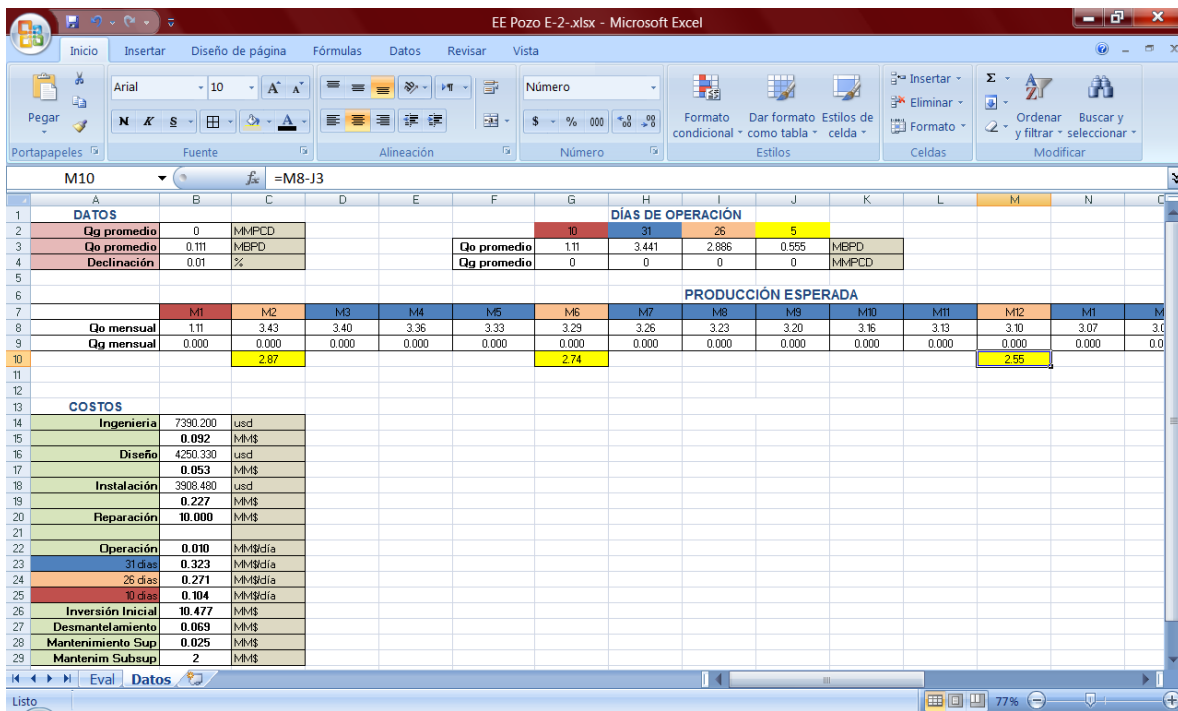 EE Pozo E-2-.xlsx - Microsoft Excel
Inicio Insertar Diseño de página Fórmulas Datos Revisar Vista
Pegar
Arial 10 A A
N K S A
Número
$ % 000
Formato condicional
Dar formato como tabla
Estilos de celda
Insertar
Eliminar
Formato
Σ
Ordenar y filtrar
Buscar y seleccionar
Portapapeles Fuente Alineación Número Estilos Celdas Modificar
M10 fx =M8-J3
A B C D E F G H I J K L M N
1 DATOS DÍAS DE OPERACIÓN
2 Qg promedio 0 MMPCD 10 31 26 5
3 Qo promedio 0.111 MBPD Qo promedio 1.11 3.441 2.886 0.555 MBPD
4 Declinación 0.01 % Qg promedio 0 0 0 0 MMPCD
5
6 PRODUCCIÓN ESPERADA
7 M1 M2 M3 M4 M5 M6 M7 M8 M9 M10 M11 M12 M1 M
8 Qo mensual 1.11 3.43 3.40 3.36 3.33 3.29 3.26 3.23 3.20 3.16 3.13 3.10 3.07 3.0
9 Qg mensual 0.000 0.000 0.000 0.000 0.000 0.000 0.000 0.000 0.000 0.000 0.000 0.000 0.000 0.0
10 2.87 2.74 2.55
11
12
13 COSTOS
14 Ingenieria 7390.200 usd
15 0.092 MM$
16 Diseño 4250.330 usd
17 0.053 MM$
18 Instalación 3908.480 usd
19 0.227 MM$
20 Reparación 10.000 MM$
21
22 Operación 0.010 MM$/día
23 31 dias 0.323 MM$/día
24 26 dias 0.271 MM$/día
25 10 dias 0.104 MM$/día
26 Inversión Inicial 10.477 MM$
27 Desmantelamiento 0.069 MM$
28 Mantenimiento Sup 0.025 MM$
29 Mantenim Subsup 2 MM$
Eval Datos
Listo 77%